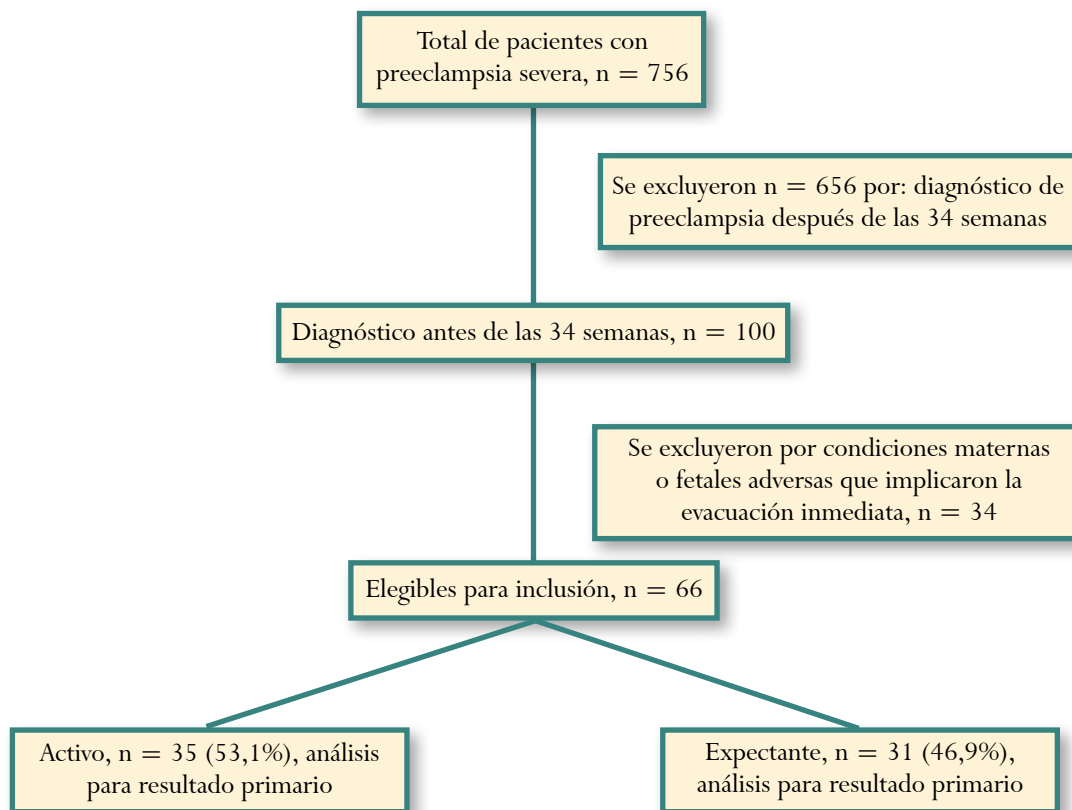 Total de pacientes con
preeclampsia severa, n = 756
Se excluyeron n = 656 por: diagnóstico de
preeclampsia después de las 34 semanas
Diagnóstico antes de las 34 semanas, n = 100
Se excluyeron por condiciones maternas
o fetales adversas que implicaron la
evacuación inmediata, n = 34
Elegibles para inclusión, n = 66
Activo, n = 35 (53,1%), análisis
para resultado primario
Expectante, n = 31 (46,9%),
análisis para resultado primario